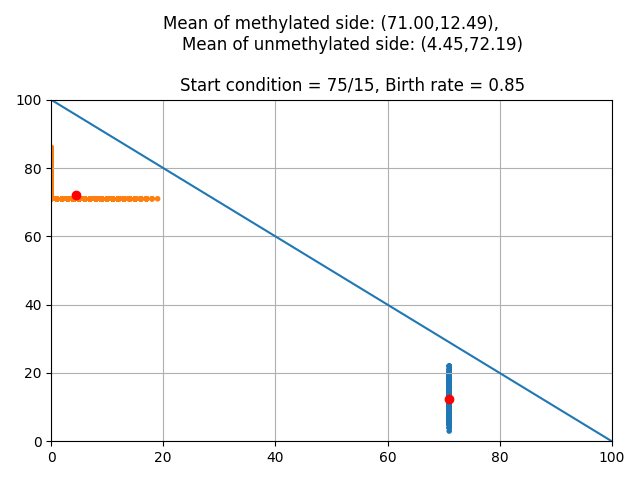 Mean of methylated side: (71.00,12.49),
Mean of unmethylated side: (4.45,72.19)
Start condition = 75/15, Birth rate = 0.85
100
80
60
40
20
0
0 20 40 60 80 100